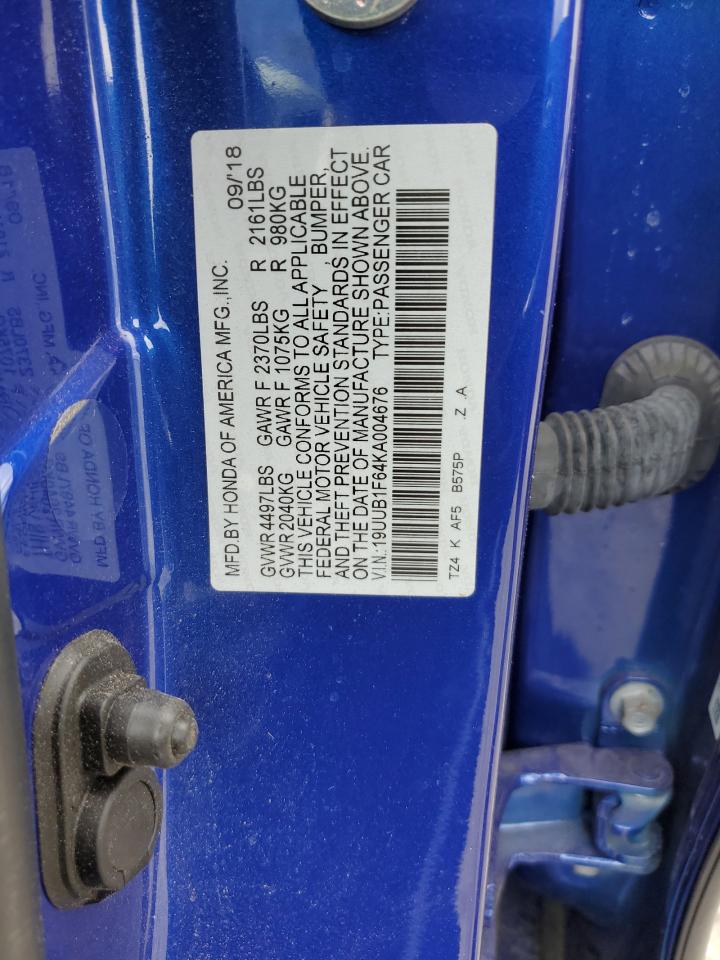 MFD BY HONDA OF AMERICA MFG.,INC. 09/'18
GVWR 4497LBS GAWR F 2370LBS R 2161LBS
GVWR 2040KG GAWR F 1075KG R 980KG
THIS VEHICLE CONFORMS TO ALL APPLICABLE
FEDERAL MOTOR VEHICLE SAFETY , BUMPER,
AND THEFT PREVENTION STANDARDS IN EFFECT
ON THE DATE OF MANUFACTURE SHOWN ABOVE.
V.I.N.: 19UUB1F64KA004676 TYPE:PASSENGER CAR
TZ4 K AF5 B575P .Z .A